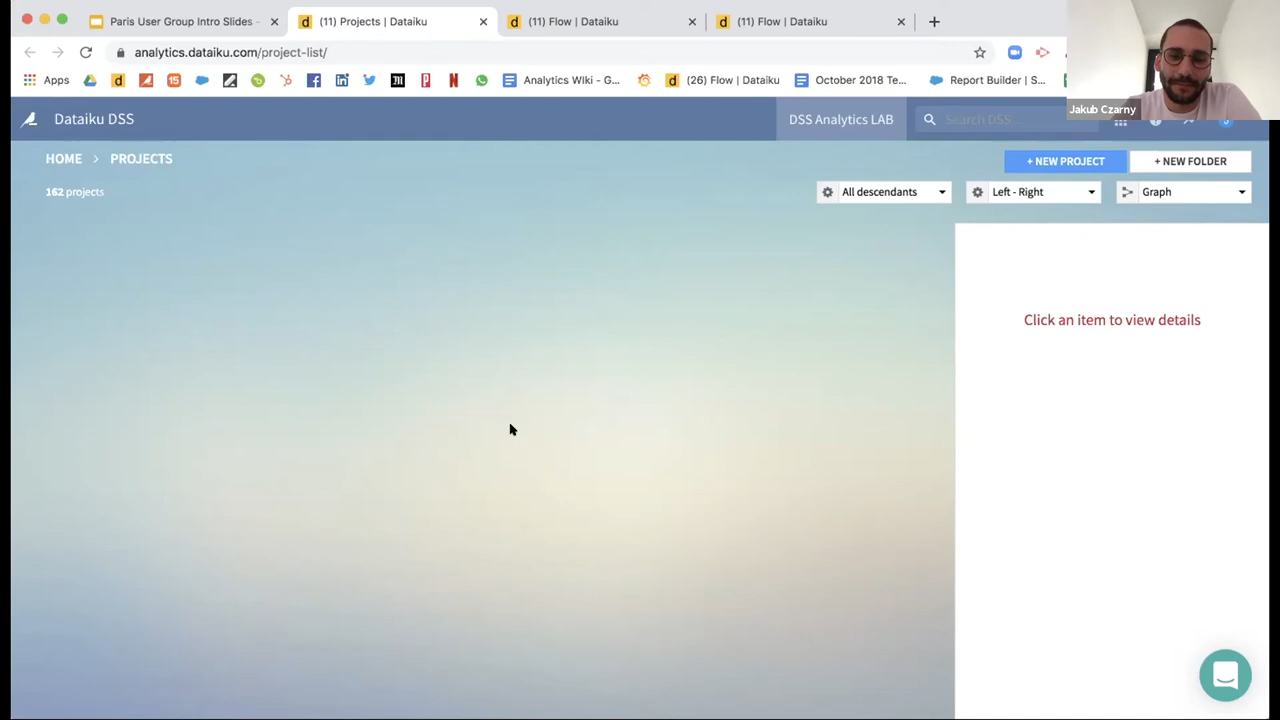 Paris User Group Intro Slides -
(11) Projects | Dataiku
(11) Flow | Dataiku
(11) Flow | Dataiku
analytics.dataiku.com/project-list/
Apps
Analytics WIki - G...
(26) Flow | Dataiku
October 2018 Te...
Report Builder | S...
Jakub Czarny
Dataiku DSS
DSS Analytics LAB
Search DSS...
HOME > PROJECTS
+ NEW PROJECT
+ NEW FOLDER
162 projects
All descendants
Left - Right
Graph
Click an item to view details